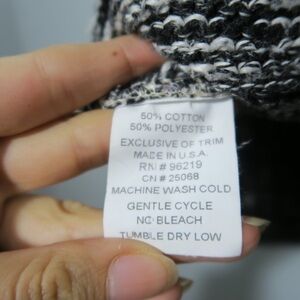 50% COTTON
50% POLYESTER
EXCLUSIVE OF TRIM
MADE IN U.S.A.
RN# 96219
CN# 25068
MACHINE WASH COLD
GENTLE CYCLE
NO BLEACH
TUMBLE DRY LOW